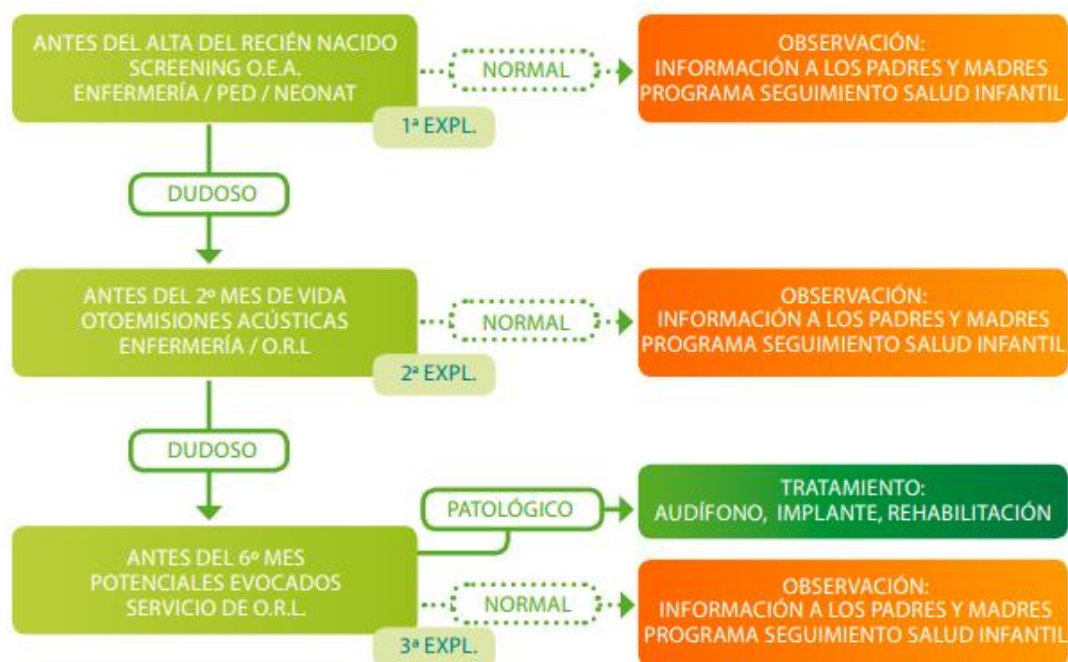 ANTES DEL ALTA DEL RECIÉN NACIDO
SCREENING O.E.A.
ENFERMERÍA / PED / NEONAT
1ª EXPL.
NORMAL
OBSERVACIÓN:
INFORMACIÓN A LOS PADRES Y MADRES
PROGRAMA SEGUIMIENTO SALUD INFANTIL
DUDOSO
ANTES DEL 2º MES DE VIDA
OTOEMISIONES ACÚSTICAS
ENFERMERÍA / O.R.L
2ª EXPL.
NORMAL
OBSERVACIÓN:
INFORMACIÓN A LOS PADRES Y MADRES
PROGRAMA SEGUIMIENTO SALUD INFANTIL
DUDOSO
ANTES DEL 6º MES
POTENCIALES EVOCADOS
SERVICIO DE O.R.L.
3ª EXPL.
PATOLÓGICO
TRATAMIENTO:
AUDÍFONO, IMPLANTE, REHABILITACIÓN
NORMAL
OBSERVACIÓN:
INFORMACIÓN A LOS PADRES Y MADRES
PROGRAMA SEGUIMIENTO SALUD INFANTIL